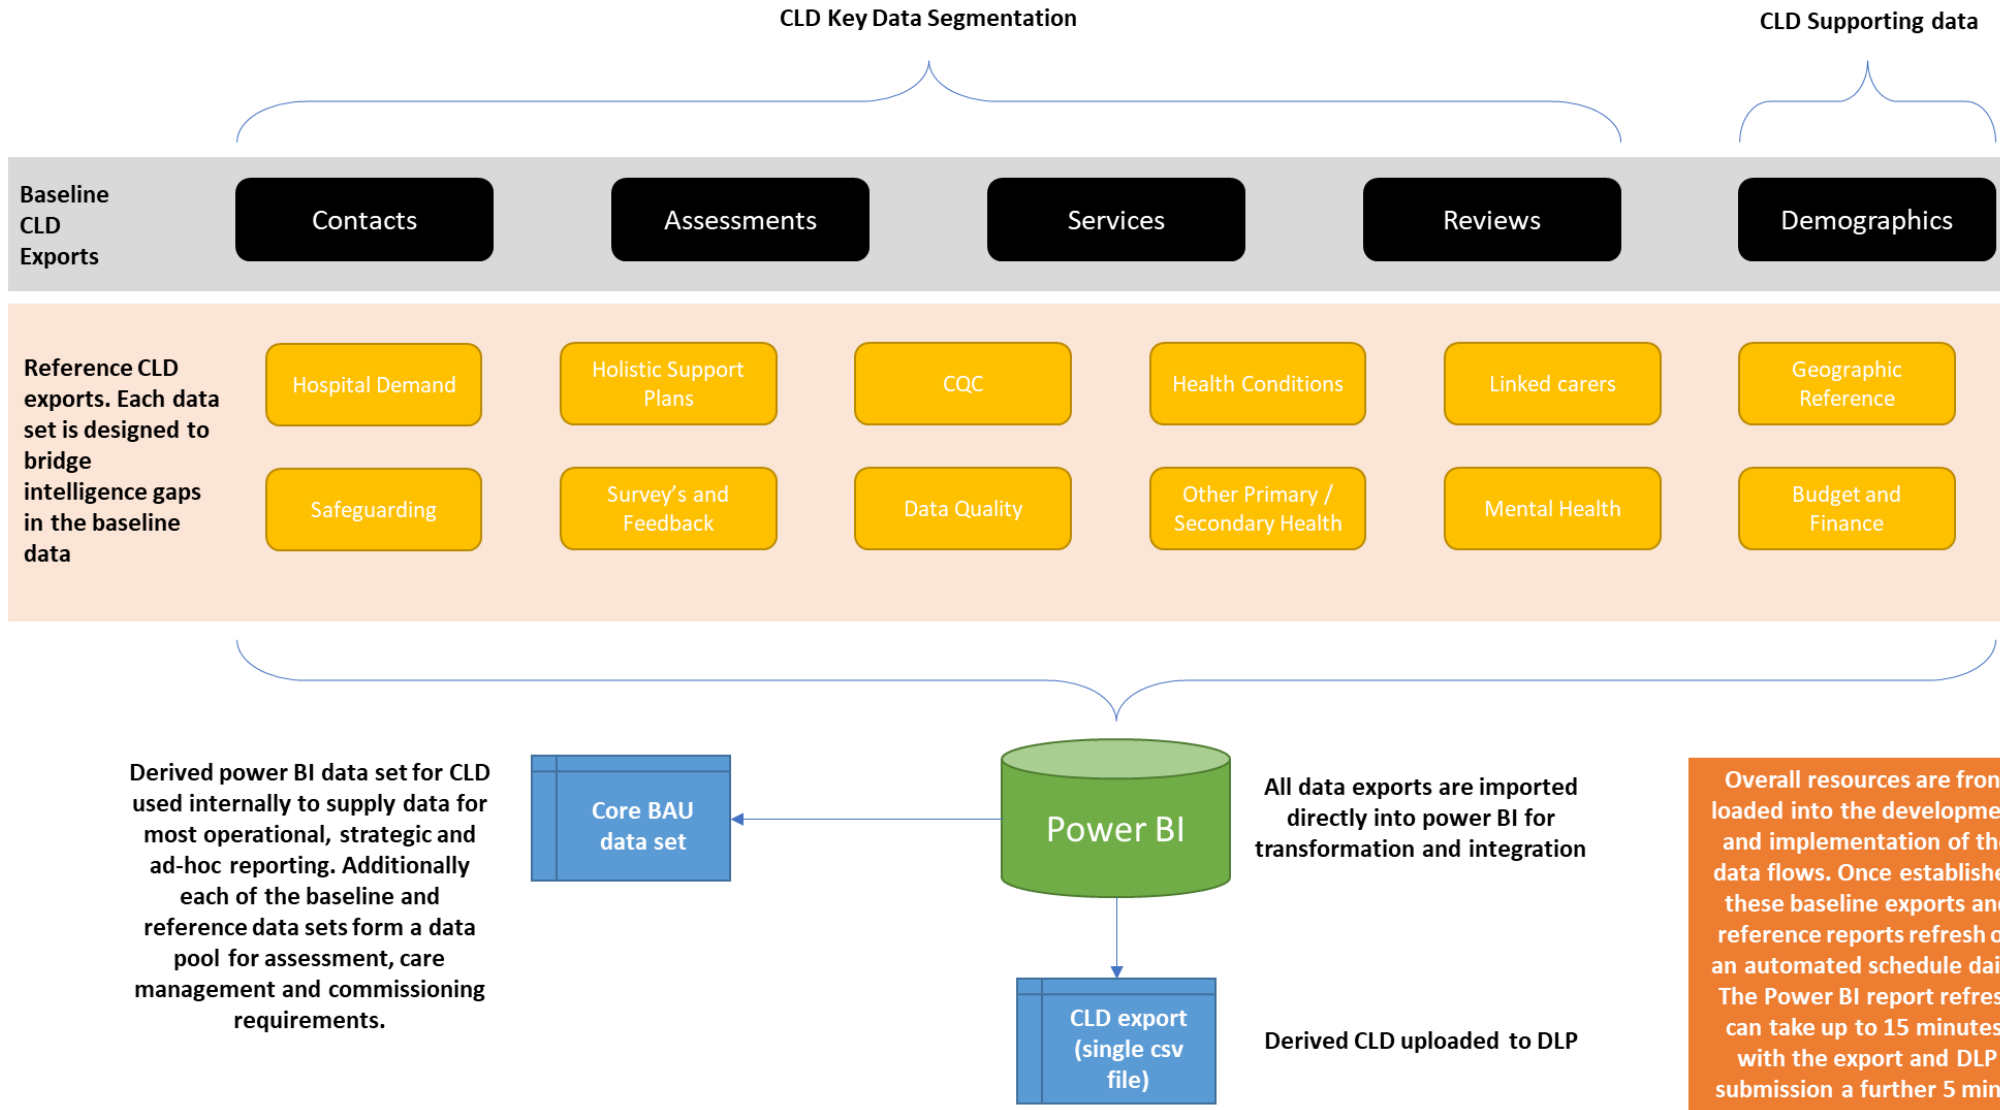 CLD Key Data Segmentation
CLD Supporting data
Baseline
CLD
Exports
Contacts
Assessments
Services
Reviews
Demographics
Reference CLD
exports. Each data
set is designed to
bridge
intelligence gaps
in the baseline
data
Hospital Demand
Holistic Support
Plans
CQC
Health Conditions
Linked carers
Geographic
Reference
Safeguarding
Survey's and
Feedback
Data Quality
Other Primary /
Secondary Health
Mental Health
Budget and
Finance
Derived power BI data set for CLD
used internally to supply data for
most operational, strategic and
ad-hoc reporting. Additionally
each of the baseline and
reference data sets form a data
pool for assessment, care
management and commissioning
requirements.
Core BAU
data set
Power BI
All data exports are imported
directly into power BI for
transformation and integration
CLD export
(single csv
file)
Derived CLD uploaded to DLP
Overall resources are
loaded into the
and implementation of
data flows. Once
these baseline exports
reference reports refresh
an automated schedule
The Power BI report
can take up to 15 minutes
with the export and DLP
submission a further 5